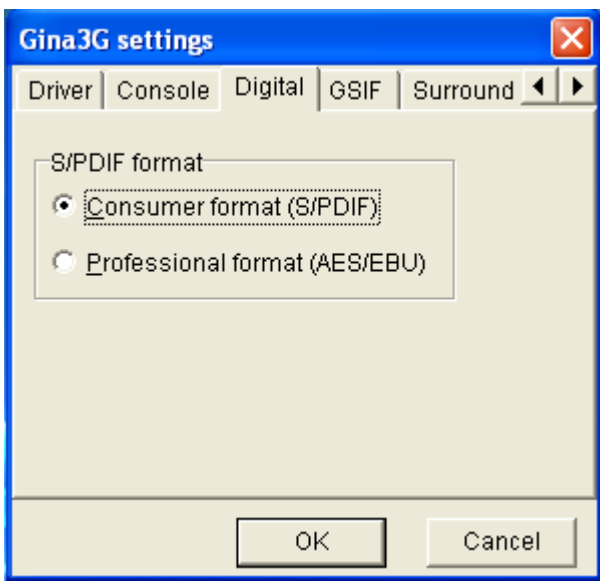 Gina3G settings
Driver Console Digital GSIF Surround
S/PDIF format
Consumer format (S/PDIF)
Professional format (AES/EBU)
OK Cancel